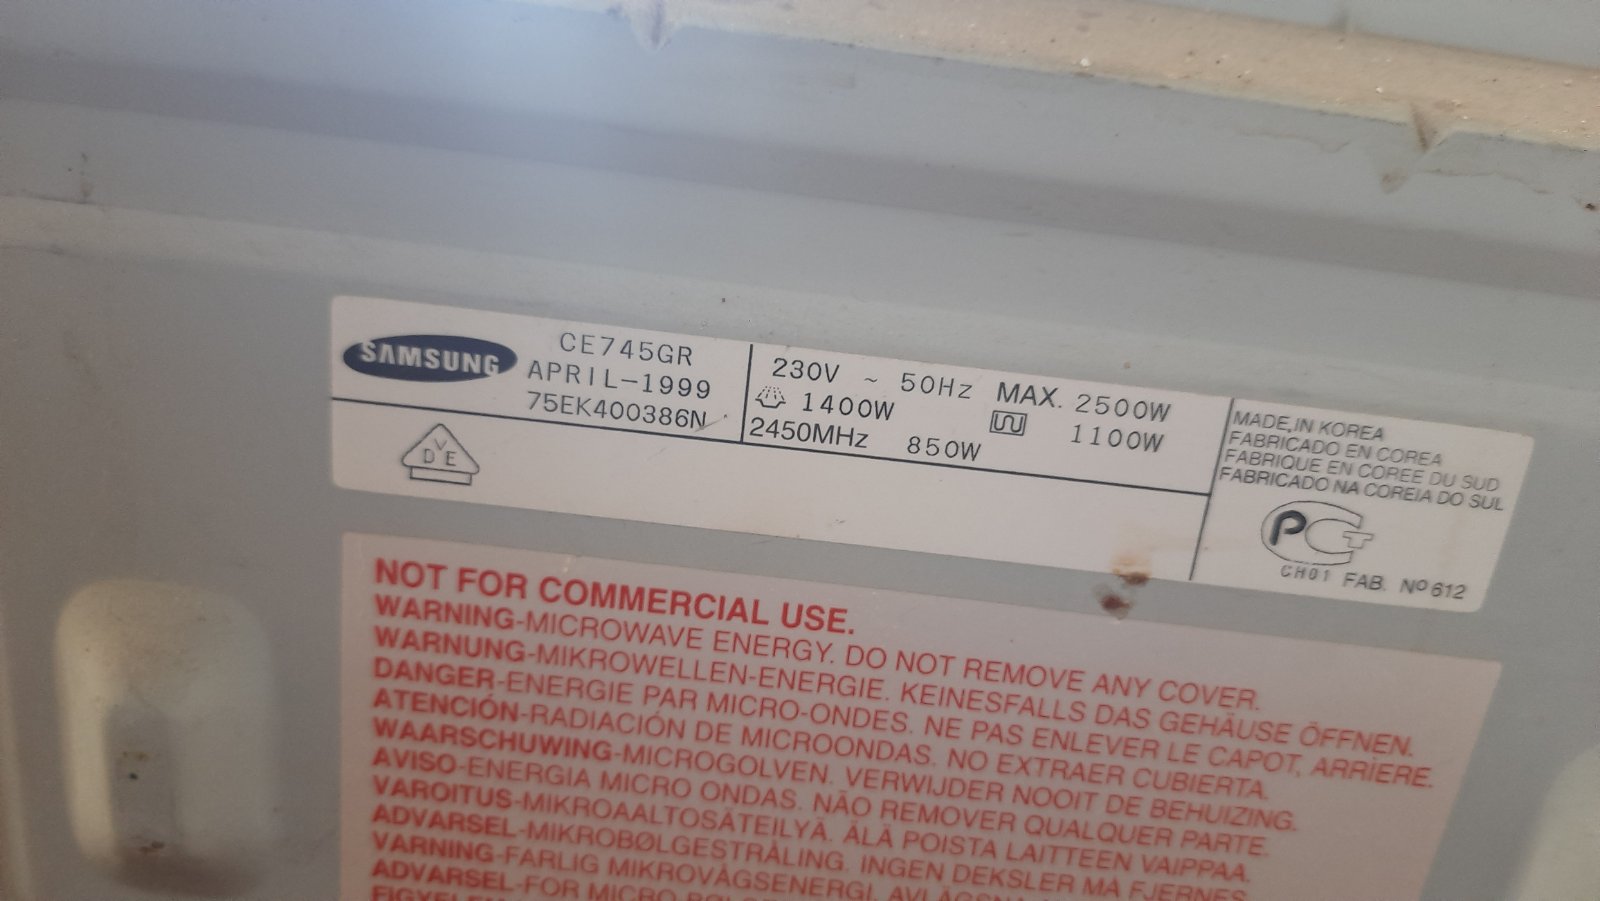 SAMSUNG
CE745GR
APRIL-1999
75EK400386N
VDE
230V ~ 50Hz MAX. 2500W
1400W 1100W
2450MHz 850W
MADE IN KOREA
FABRICADO EN COREA
FABRIQUE EN COREE DU SUD
FABRICADO NA COREIA DO SUL
PCT
CH01 FAB. Nº612
NOT FOR COMMERCIAL USE.
WARNING-MICROWAVE ENERGY. DO NOT REMOVE ANY COVER.
WARNUNG-MIKROWELLEN-ENERGIE. KEINESFALLS DAS GEHÄUSE ÖFFNEN.
DANGER-ENERGIE PAR MICRO-ONDES. NE PAS ENLEVER LE CAPOT, ARRIERE.
ATENCIÓN-RADIACIÓN DE MICROONDAS. NO EXTRAER CUBIERTA.
WAARSCHUWING-MICROGOLVEN. VERWIJDER NOOIT DE BEHUIZING.
AVISO-ENERGIA MICRO ONDAS. NÃO REMOVER QUALQUER PARTE.
VAROITUS-MIKROAALTOSÄTEILYÄ. ÄLÄ POISTA LAITTEEN VAIPPAA.
ADVARSEL-MIKROBØLGESTRÅLING. INGEN DEKSLER MÅ FJERNES
VARNING-FARLIG MIKROVÅGSENERGI.
ADVARSEL-FOR MICRO